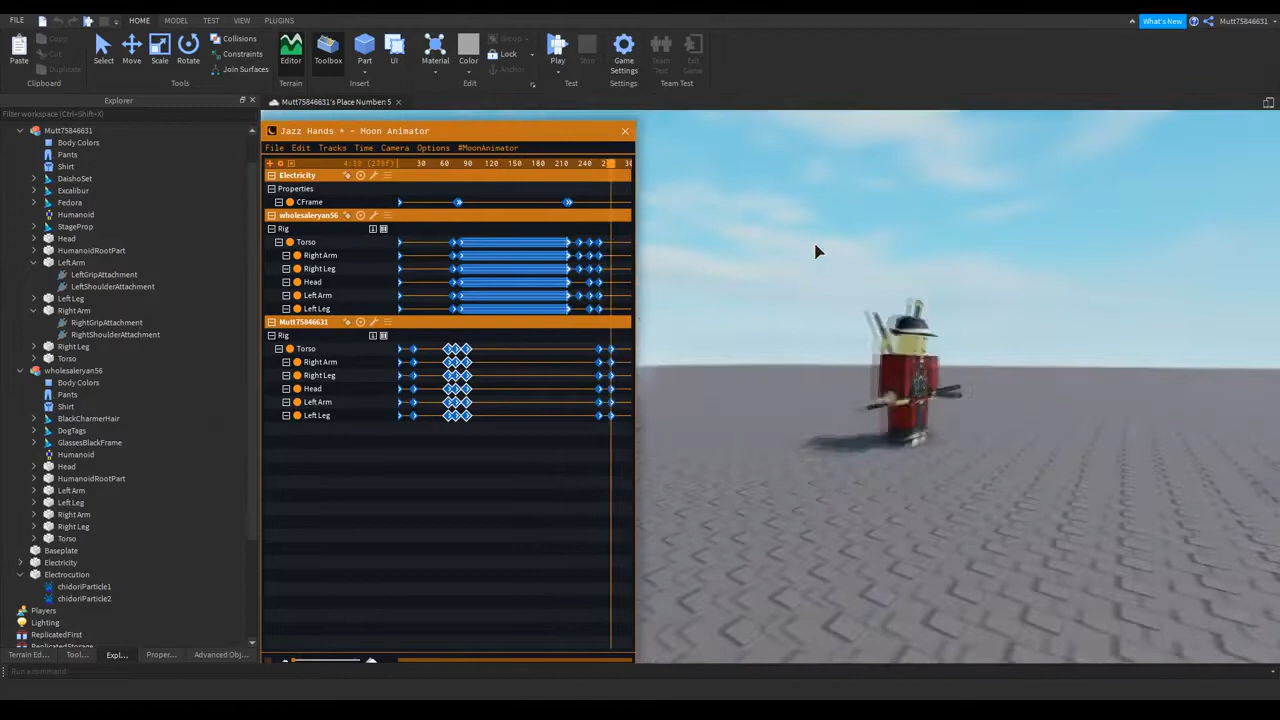 FILE HOME MODEL TEST VIEW PLUGINS What's New Mutt75846631
Paste Copy Cut Duplicate Select Move Scale Rotate Collisions Constraints Join Surfaces Editor Toolbox Part UI Material Color Group Lock Anchor Play Stop Game Settings Team Test Exit Game
Clipboard Tools Terrain Insert Edit Test Settings Team Test
Explorer
Mutt75846631's Place Number: 5
Filter workspace (Ctrl+Shift+X)
Mutt75846631
Body Colors
Pants
Shirt
DaishoSet
Excalibur
Fedora
Humanoid
StageProp
Head
HumanoidRootPart
Left Arm
LeftGripAttachment
LeftShoulderAttachment
Left Leg
Right Arm
RightGripAttachment
RightShoulderAttachment
Right Leg
Torso
wholesaleryan56
Body Colors
Pants
Shirt
BlackCharmerHair
DogTags
GlassesBlackFrame
Humanoid
Head
HumanoidRootPart
Left Arm
Left Leg
Right Arm
Right Leg
Torso
Baseplate
Electricity
Electrocution
chidoriParticle1
chidoriParticle2
Players
Lighting
ReplicatedFirst
ReplicatedStorage
Terrain Ed... Tool... Expl... Proper... Advanced Obj...
Run a command
Jazz Hands * - Moon Animator
File Edit Tracks Time Camera Options #MoonAnimator
30 60 90 120 150 180 210 240
Electricity
Properties
CFrame
wholesaleryan56
Rig
Torso
Right Arm
Right Leg
Head
Left Arm
Left Leg
Mutt75846631
Rig
Torso
Right Arm
Right Leg
Head
Left Arm
Left Leg